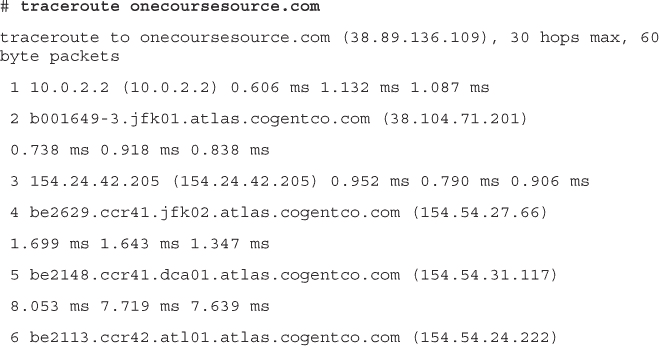 # traceroute onecoursesource.com
traceroute to onecoursesource.com (38.89.136.109), 30 hops max, 60
byte packets
1 10.0.2.2 (10.0.2.2) 0.606 ms 1.132 ms 1.087 ms
2 b001649-3.jfk01.atlas.cogentco.com (38.104.71.201)
0.738 ms 0.918 ms 0.838 ms
3 154.24.42.205 (154.24.42.205) 0.952 ms 0.790 ms 0.906 ms
4 be2629.ccr41.jfk02.atlas.cogentco.com (154.54.27.66)
1.699 ms 1.643 ms 1.347 ms
5 be2148.ccr41.dca01.atlas.cogentco.com (154.54.31.117)
8.053 ms 7.719 ms 7.639 ms
6 be2113.ccr42.atl01.atlas.cogentco.com (154.54.24.222)